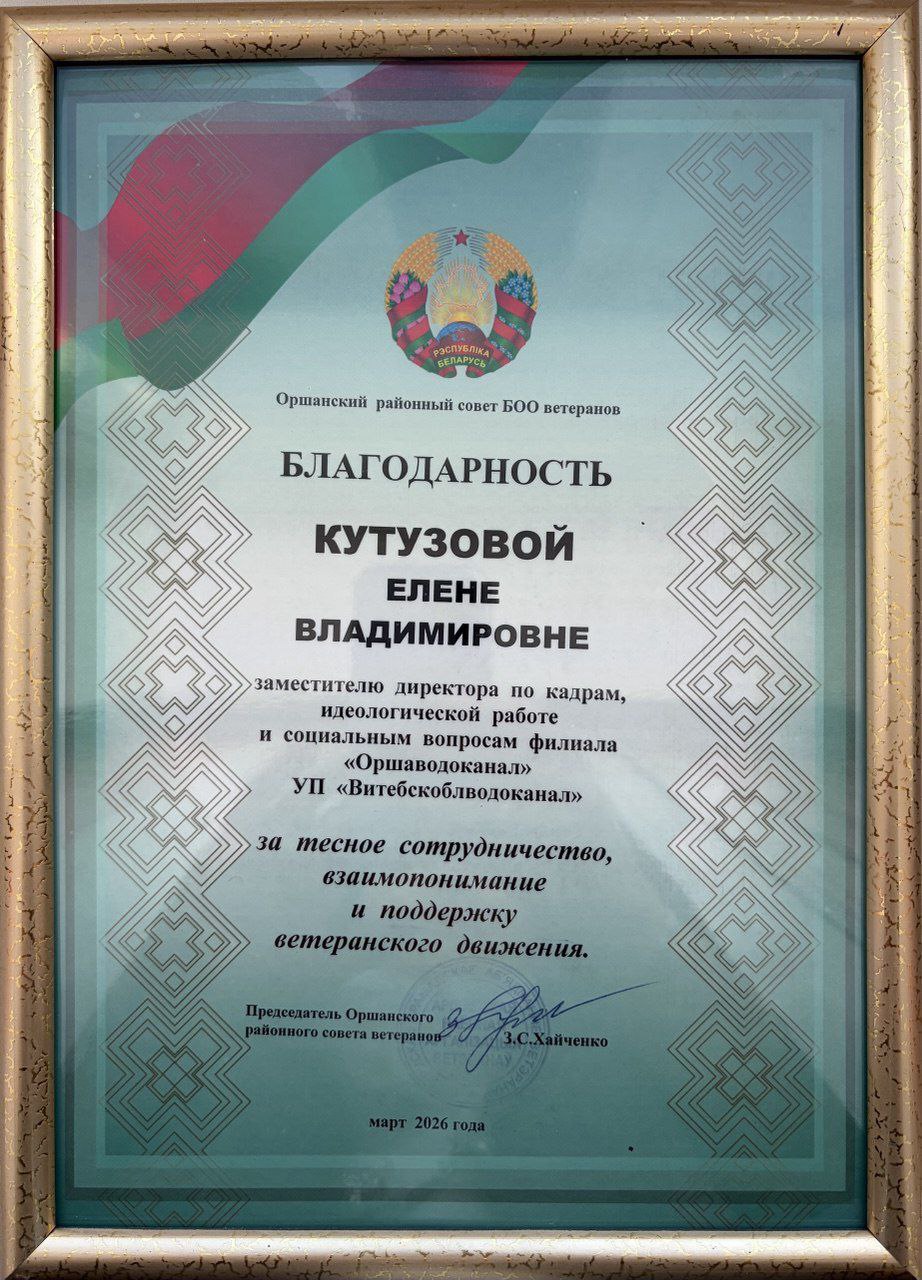 РЭСПУБЛІКА
БЕЛАРУСЬ
Оршанский районный совет БОО ветеранов
БЛАГОДАРНОСТЬ
КУТУЗОВОЙ
ЕЛЕНЕ
ВЛАДИМИРОВНЕ
заместителю директора по кадрам,
идеологической работе
и социальным вопросам филиала
«Оршаводоканал»
УП «Витебскоблводоканал»
за тесное сотрудничество,
взаимопонимание
и поддержку
ветеранского движения.
Председатель Оршанского
районного совета ветеранов
З.С.Хайченко
март 2026 года